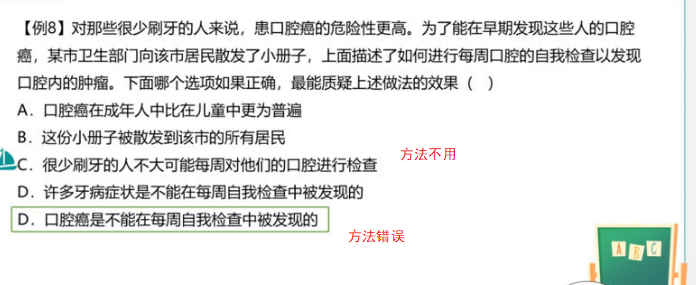 【例8】对那些很少刷牙的人来说，患口腔癌的危险性更高。为了能在早期发现这些人的口腔
癌，某市卫生部门向该市居民散发了小册子，上面描述了如何进行每周口腔的自我检查以发现
口腔内的肿瘤。下面哪个选项如果正确，最能质疑上述做法的效果（　）
A．口腔癌在成年人中比在儿童中更为普遍
B．这份小册子被散发到该市的所有居民
C．很少刷牙的人不大可能每周对他们的口腔进行检查
方法不用
D．许多牙病症状是不能在每周自我检查中被发现的
D．口腔癌是不能在每周自我检查中被发现的
方法错误
A B C